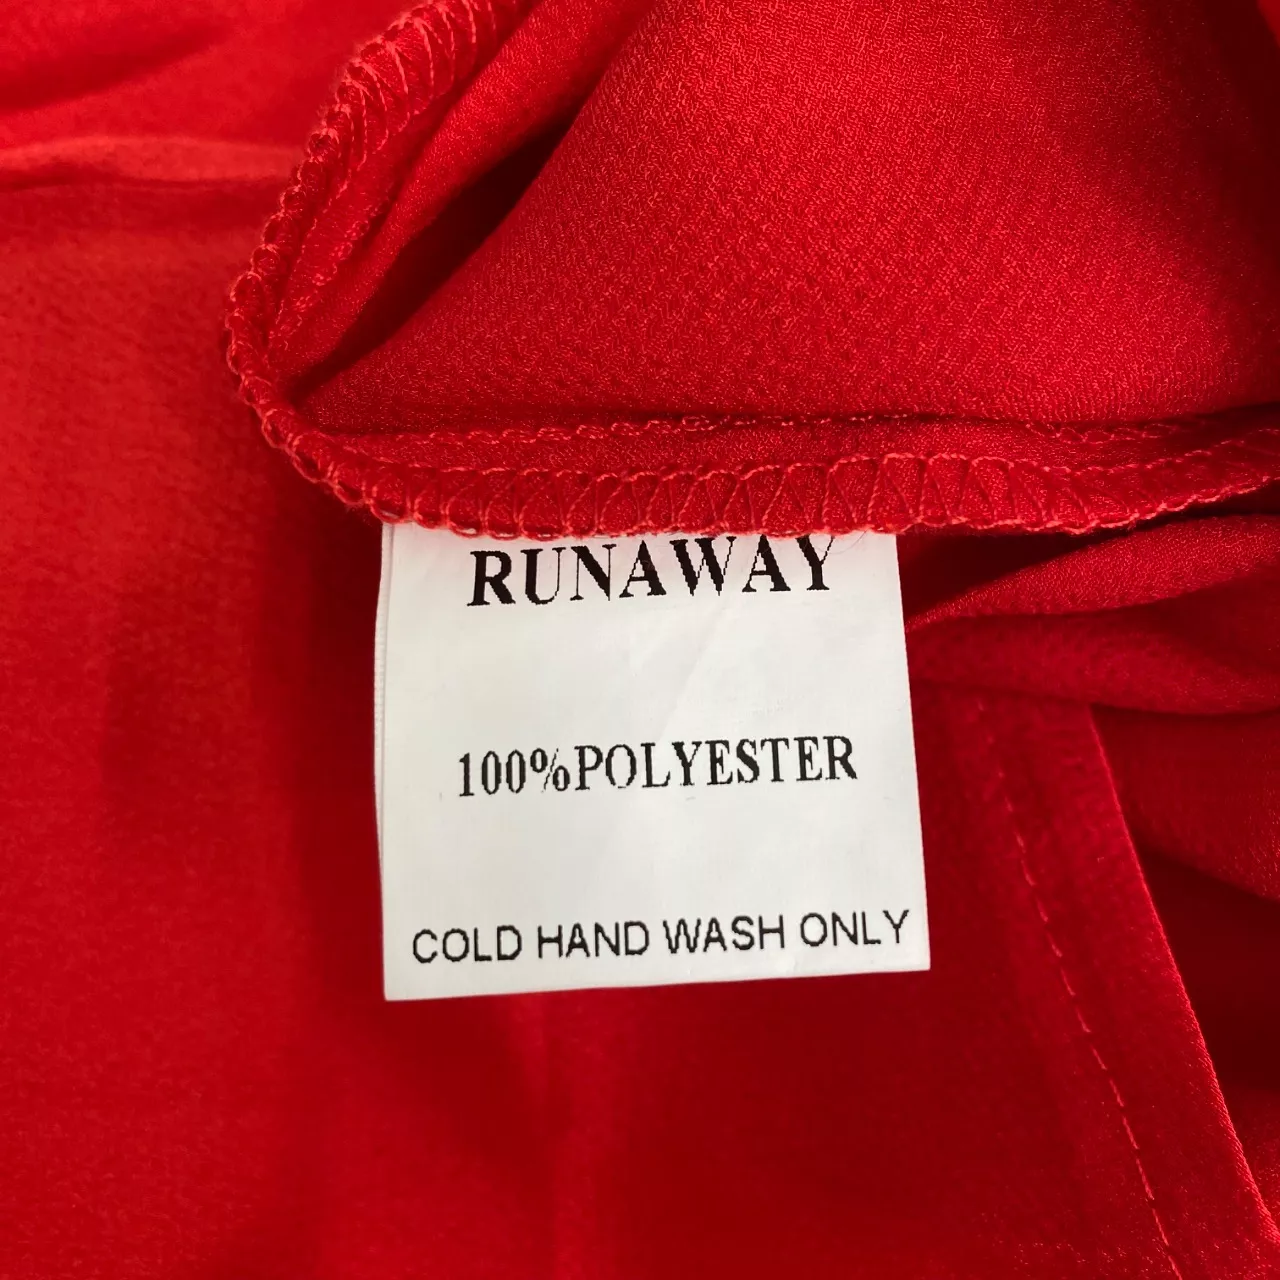 RUNAWAY
100%POLYESTER
COLD HAND WASH ONLY